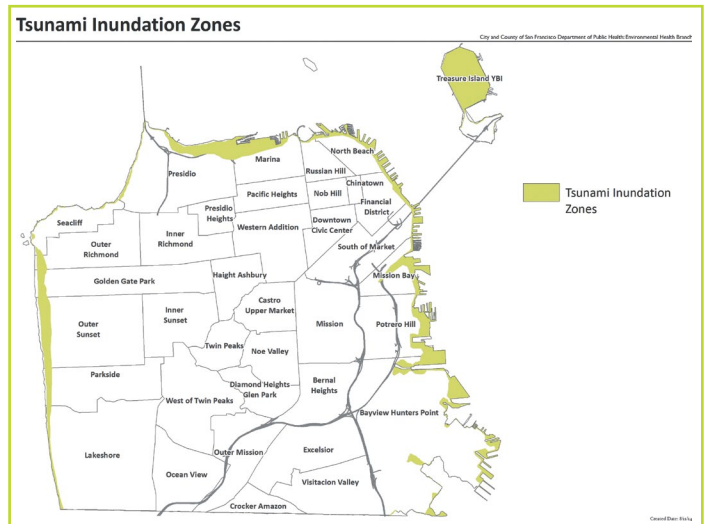 Tsunami Inundation Zones
City and County of San Francisco Department of Public Health:Environmental Health Branch
Treasure Island YBI
North Beach
Marina
Russian Hill
Presidio
Chinatown
Pacific Heights
Nob Hill
Financial
District
Tsunami Inundation
Zones
Presidio
Heights
Seacliff
Western Addition
Downtown
Civic Center
Inner
Richmond
Outer
Richmond
South of Market
Haight Ashbury
Mission Bay
Golden Gate Park
Castro
Upper Market
Inner
Sunset
Outer
Sunset
Mission
Potrero Hill
Twin Peaks
Noe Valley
Parkside
Diamond Heights
Glen Park
Bernal
Heights
West of Twin Peaks
Bayview Hunters Point
Lakeshore
Outer Mission
Excelsior
Ocean View
Visitacion Valley
Crocker Amazon